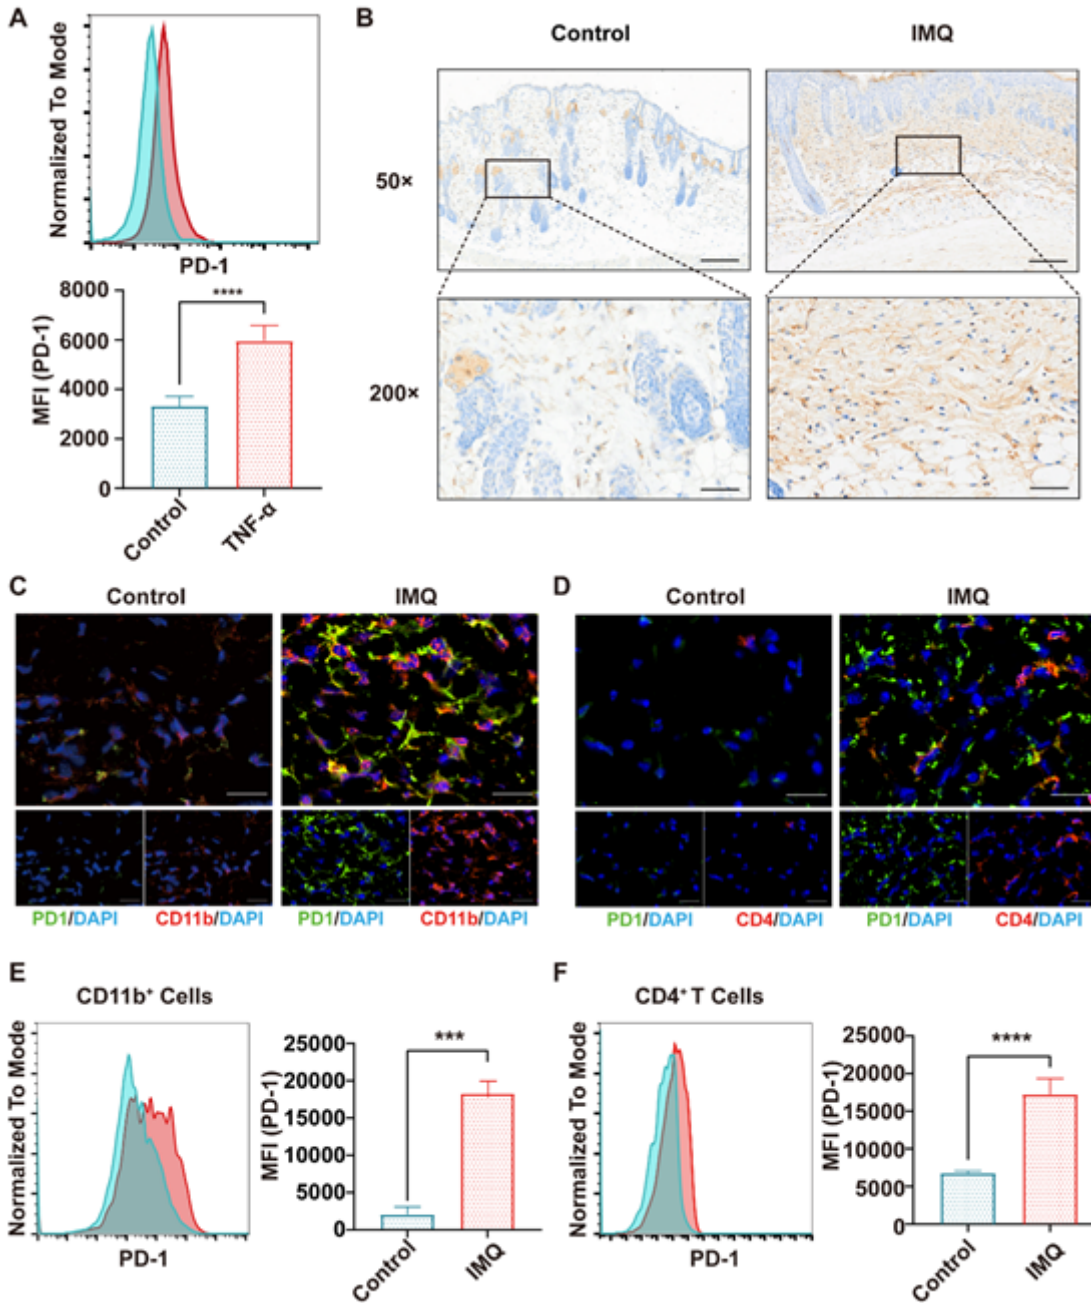 A
Normalized To Mode
PD-1
8000
6000
4000
2000
0
MFI (PD-1)
****
Control
TNF-α
B
Control
IMQ
50×
200×
C
Control
IMQ
PD1/DAPI
CD11b/DAPI
PD1/DAPI
CD11b/DAPI
D
Control
IMQ
PD1/DAPI
CD4/DAPI
PD1/DAPI
CD4/DAPI
E
CD11b⁺ Cells
Normalized To Mode
PD-1
25000
20000
15000
10000
5000
0
MFI (PD-1)
***
Control
IMQ
F
CD4⁺ T Cells
Normalized To Mode
PD-1
25000
20000
15000
10000
5000
0
MFI (PD-1)
****
Control
IMQ